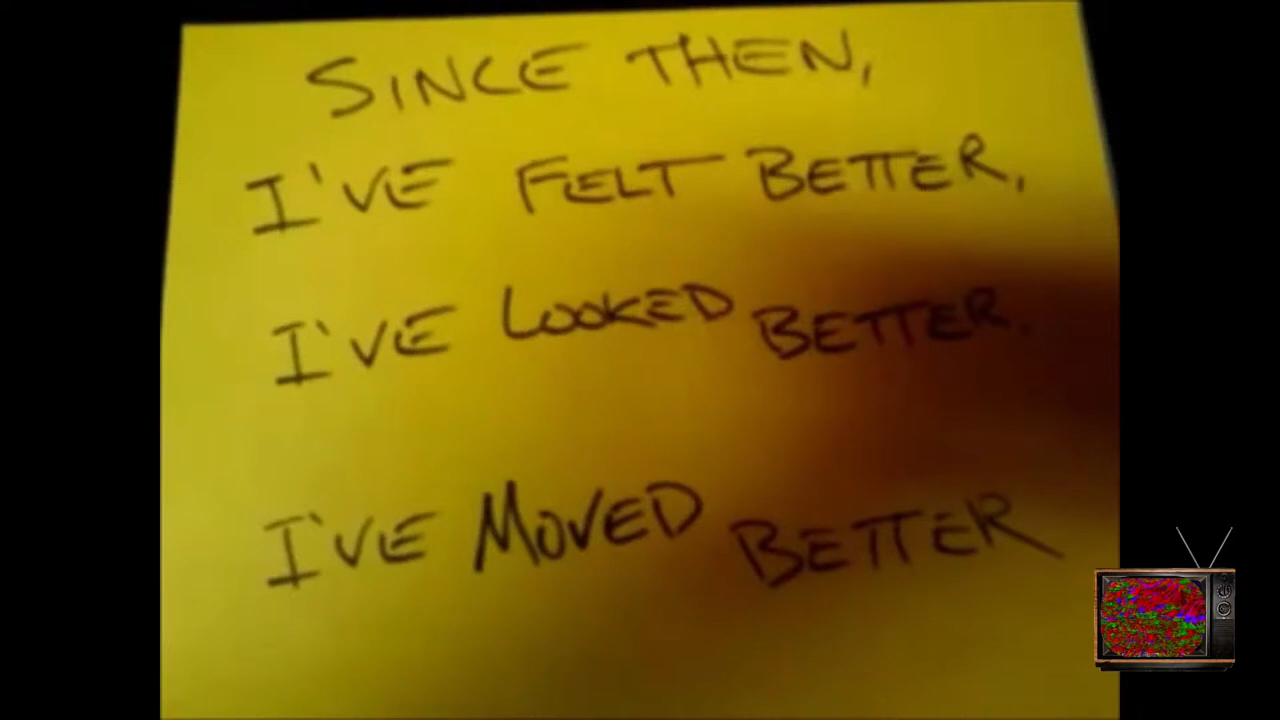 SINCE THEN,
I'VE FELT BETTER,
I'VE LOOKED BETTER.
I'VE MOVED BETTER